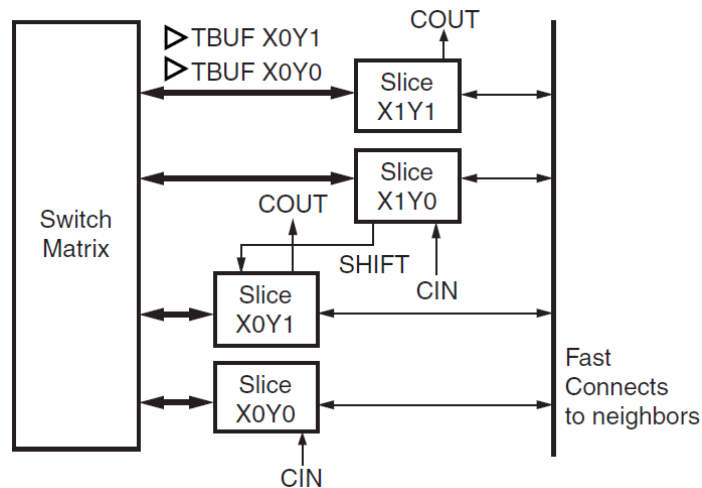 COUT
TBUF X0Y1
TBUF X0Y0
Slice
X1Y1
Slice
X1Y0
COUT
Switch
Matrix
SHIFT
CIN
Slice
X0Y1
Fast
Connects
to neighbors
Slice
X0Y0
CIN